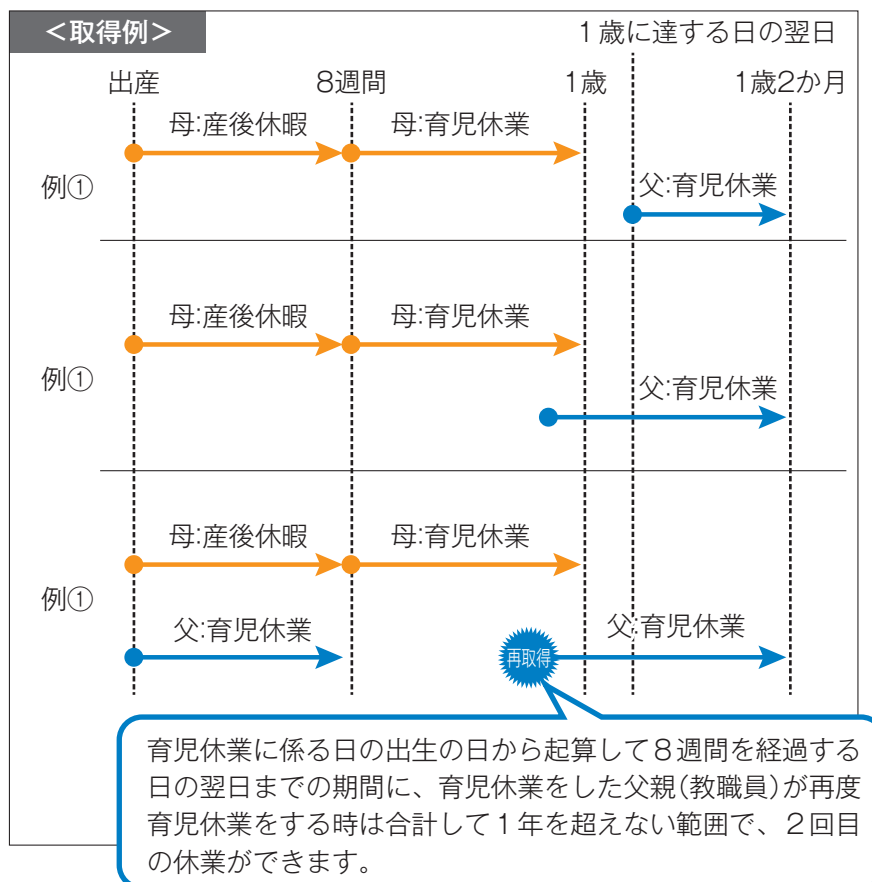 ＜取得例＞
１歳に達する日の翌日
出産
8週間
1歳
1歳2か月
母:産後休暇
母:育児休業
例①
父:育児休業
母:産後休暇
母:育児休業
例①
父:育児休業
母:産後休暇
母:育児休業
例①
父:育児休業
再取得
父:育児休業
育児休業に係る日の出生の日から起算して８週間を経過する
日の翌日までの期間に、育児休業をした父親(教職員)が再度
育児休業をする時は合計して１年を超えない範囲で、２回目
の休業ができます。